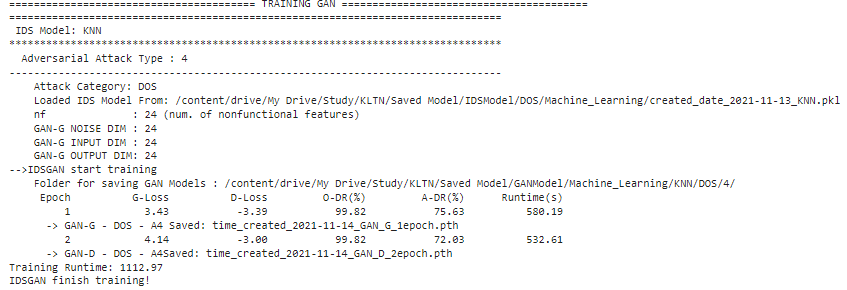 ======================================== TRAINING GAN ========================================
================================================================================
IDS Model: KNN
********************************************************************************
Adversarial Attack Type : 4
--------------------------------------------------------------------------------
Attack Category: DOS
Loaded IDS Model From: /content/drive/My Drive/Study/KLTN/Saved Model/IDSModel/DOS/Machine_Learning/created_date_2021-11-13_KNN.pkl
nf : 24 (num. of nonfunctional features)
GAN-G NOISE DIM : 24
GAN-G INPUT DIM : 24
GAN-G OUTPUT DIM: 24
-->IDSGAN start training
Folder for saving GAN Models : /content/drive/My Drive/Study/KLTN/Saved Model/GANModel/Machine_Learning/KNN/DOS/4/
Epoch G-Loss D-Loss O-DR(%) A-DR(%) Runtime(s)
1 3.43 -3.39 99.82 75.63 580.19
-> GAN-G - DOS - A4 Saved: time_created_2021-11-14_GAN_G_1epoch.pth
2 4.14 -3.00 99.82 72.03 532.61
-> GAN-D - DOS - A4Saved: time_created_2021-11-14_GAN_D_2epoch.pth
Training Runtime: 1112.97
IDSGAN finish training!